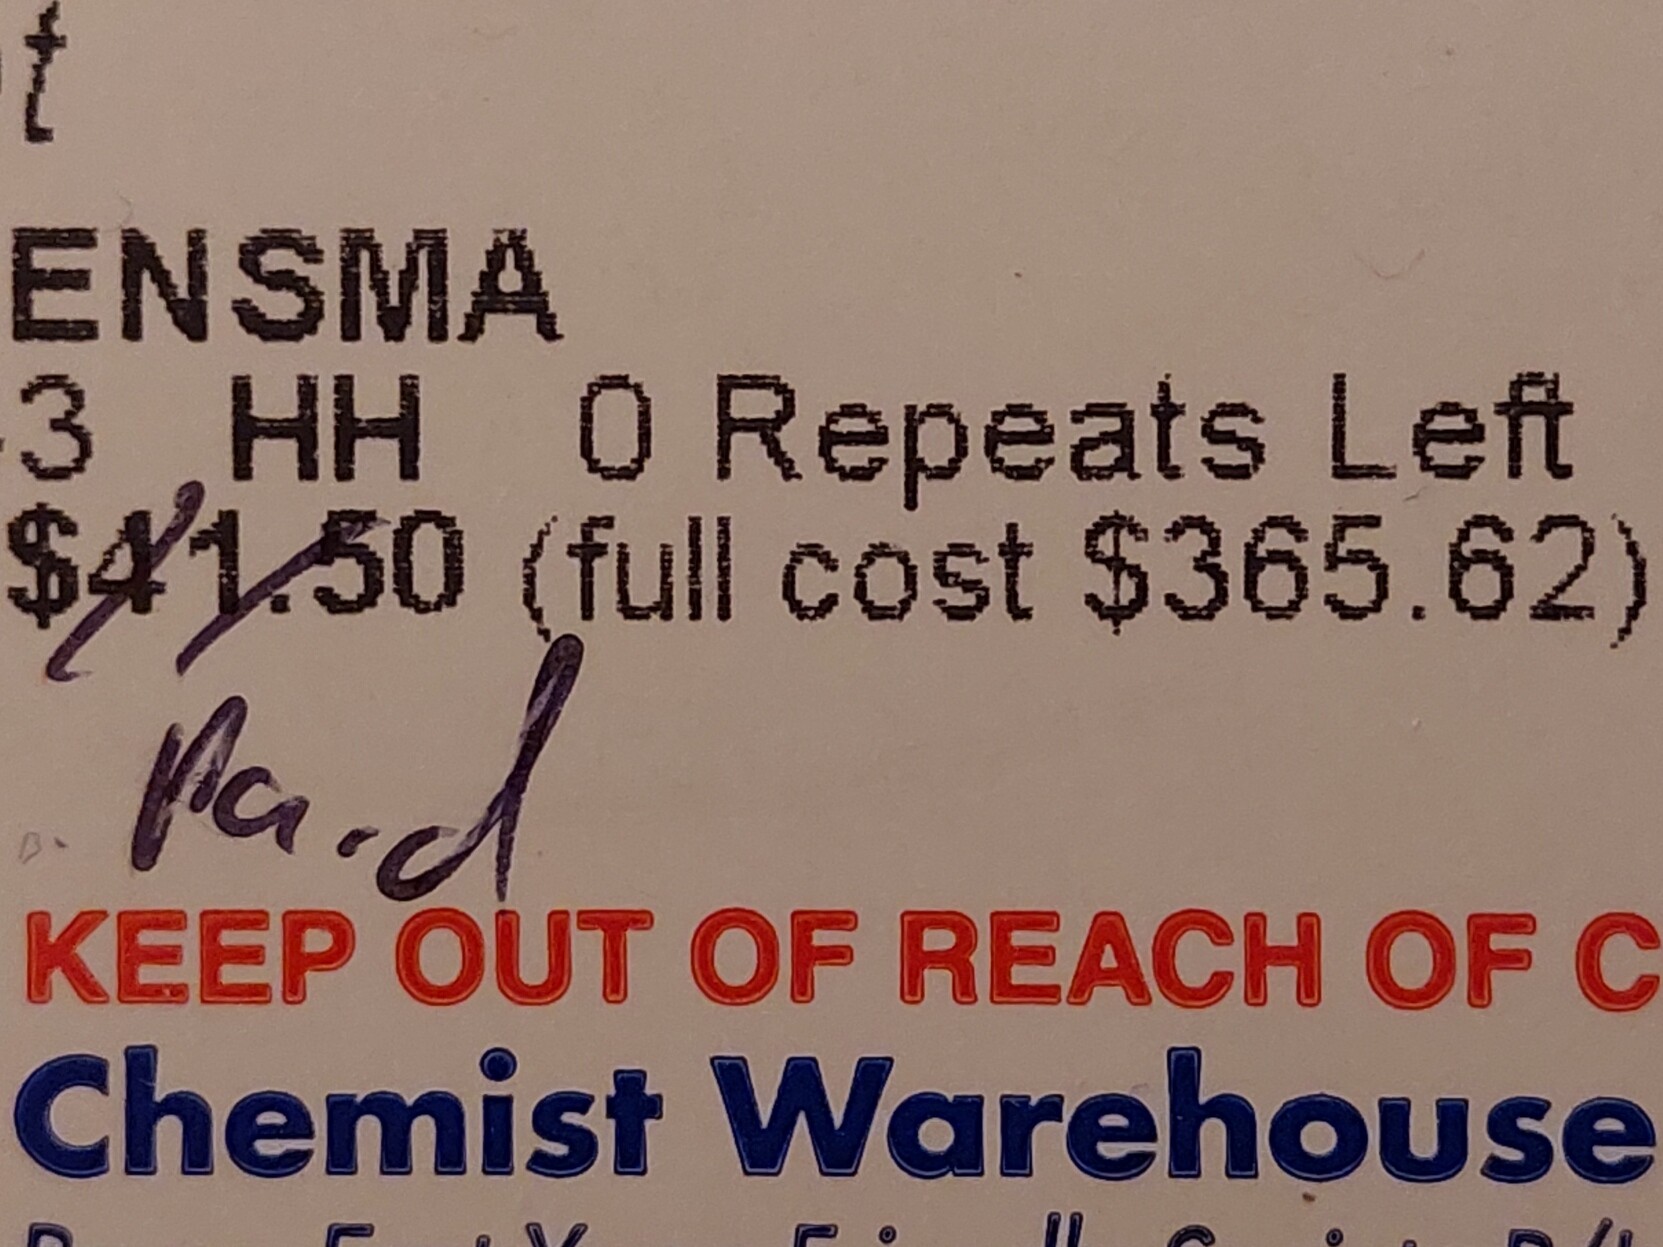 t
ENSMA
3 HH 0 Repeats Left
$41.50 (full cost $365.62)
Paid
KEEP OUT OF REACH OF C
Chemist Warehouse